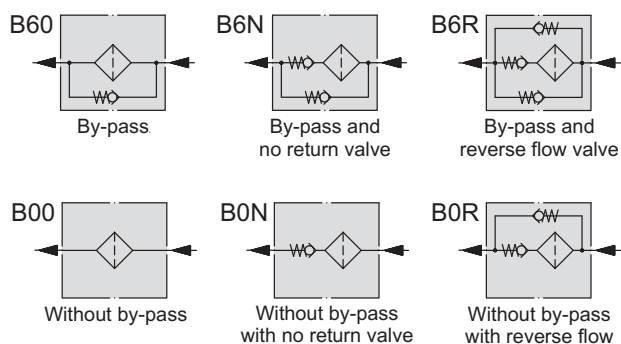 B60
By-pass.
B6N
By-pass and
no return valve
B6R
By-pass and
reverse flow valve
B00
Without by-pass
B0N
Without by-pass
with no return valve
B0R
Without by-pass
with reverse flow